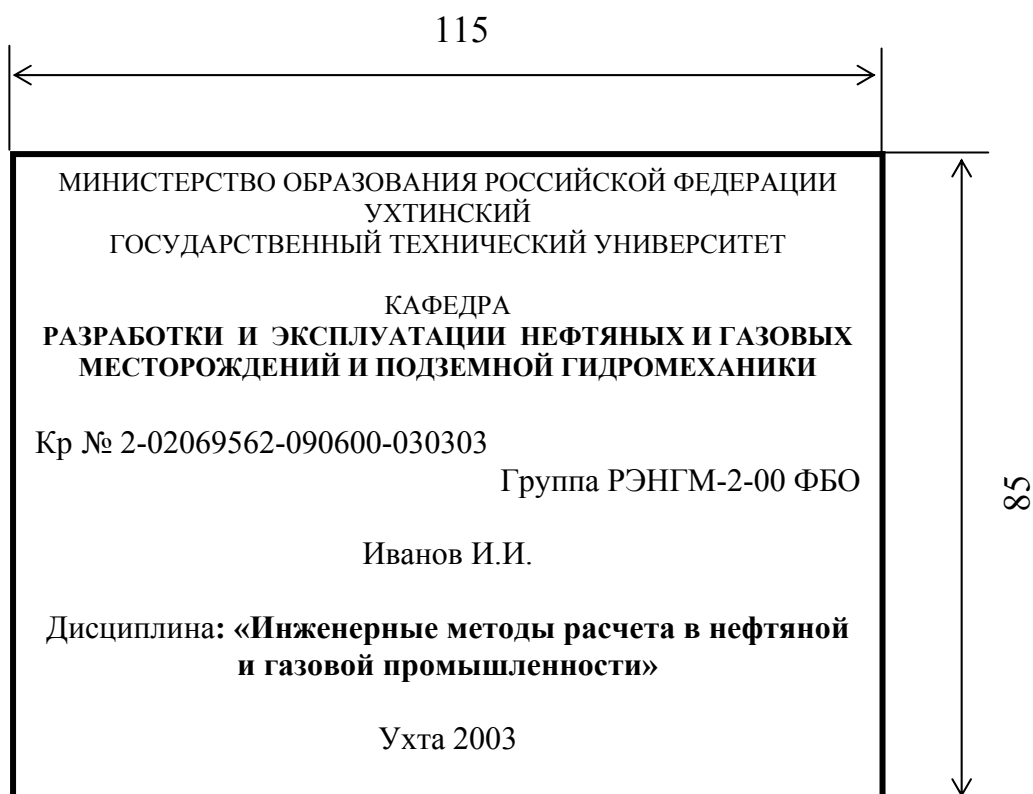 115
МИНИСТЕРСТВО ОБРАЗОВАНИЯ РОССИЙСКОЙ ФЕДЕРАЦИИ
УХТИНСКИЙ
ГОСУДАРСТВЕННЫЙ ТЕХНИЧЕСКИЙ УНИВЕРСИТЕТ
КАФЕДРА
РАЗРАБОТКИ И ЭКСПЛУАТАЦИИ НЕФТЯНЫХ И ГАЗОВЫХ
МЕСТОРОЖДЕНИЙ И ПОДЗЕМНОЙ ГИДРОМЕХАНИКИ
Кр № 2-02069562-090600-030303
Группа РЭНГМ-2-00 ФБО
85
Иванов И.И.
Дисциплина: «Инженерные методы расчета в нефтяной
и газовой промышленности»
Ухта 2003